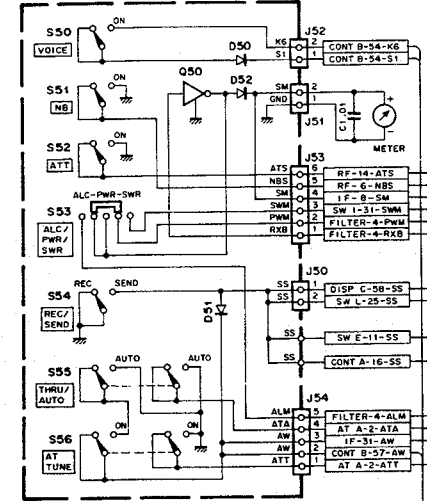 S50
VOICE
ON
D50
K6 2 CONT B-54-K6
S1 1 CONT B-54-S1
J52
S51
NB
ON
Q50
D52
SM 2
GND 1
J51
C1_01
+
-
METER
S52
ATT
ON
J53
ATS 6 RF-14-ATS
NBS 5 RF-6-NBS
SM 4 IF-8-SM
SWM 3 SW I-31-SWM
PWM 2 FILTER-4-PWM
RXB 1 FILTER-4-RXB
ALC-PWR-SWR
S53
ALC/
PWR/
SWR
J50
SS 1 DISP C-58-SS
SS 2 SW L-25-SS
SS SW E-11-SS
SS CONT A-16-SS
S54
REC SEND
REC/
SEND
D51
S55
AUTO AUTO
THRU/
AUTO
J54
ALM 5 FILTER-4-ALM
ATA 4 AT A-2-ATA
AW 3 IF-31-AW
AW 2 CONT B-57-AW
ATT 1 AT A-2-ATT
S56
ON ON
AT
TUNE